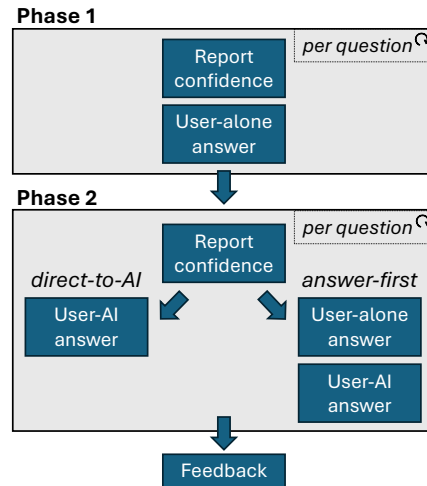 Phase 1
per question
Report
confidence
User-alone
answer
Phase 2
per question
Report
confidence
direct-to-AI
answer-first
User-AI
answer
User-alone
answer
User-AI
answer
Feedback